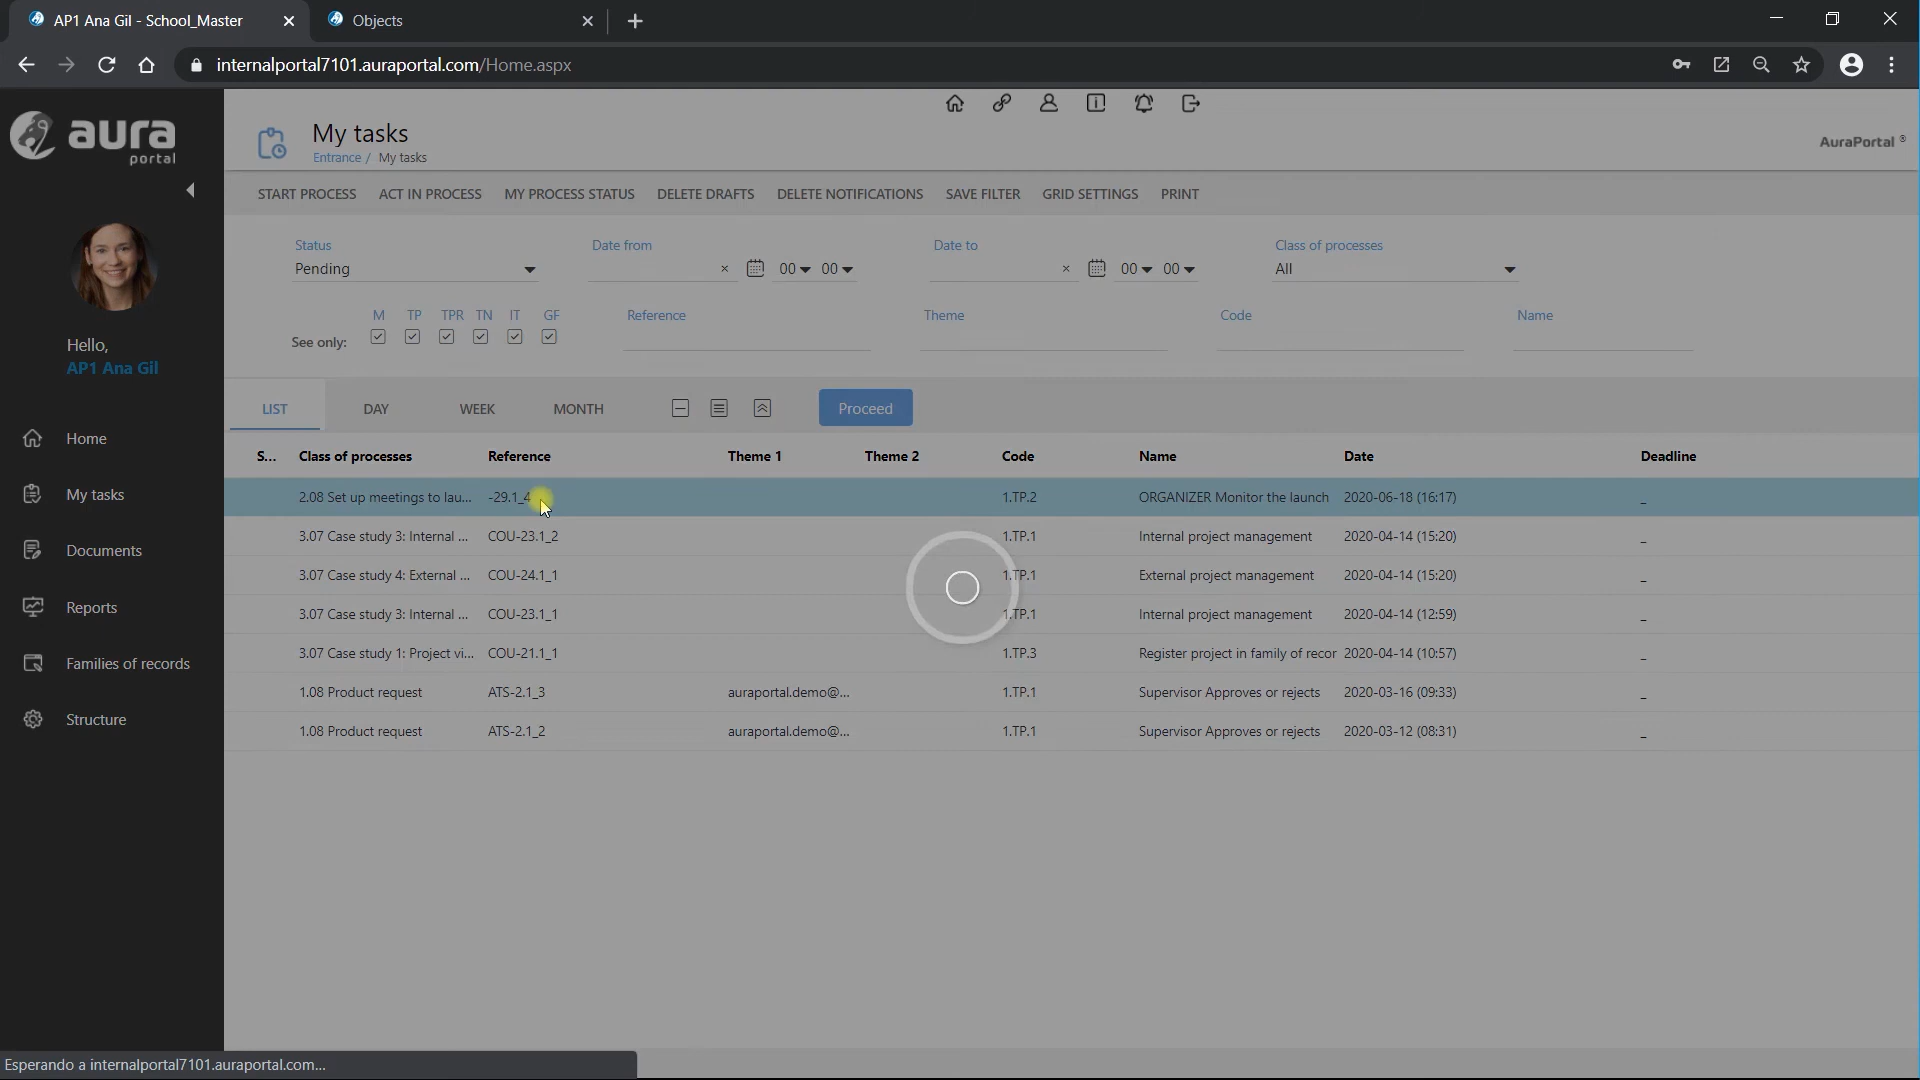 AP1 Ana Gil - School_Master
Objects
internalportal7101.auraportal.com/Home.aspx
aura
portal
My tasks
Entrance / My tasks
AuraPortal ®
START PROCESS ACT IN PROCESS MY PROCESS STATUS DELETE DRAFTS DELETE NOTIFICATIONS SAVE FILTER GRID SETTINGS PRINT
Hello,
AP1 Ana Gil
Home
My tasks
Documents
Reports
Families of records
Structure
Status Date from Date to Class of processes
Pending × 00 00 × 00 00 All
M TP TPR TN IT GF Reference Theme Code Name
See only:
LIST DAY WEEK MONTH Proceed
S... Class of processes Reference Theme 1 Theme 2 Code Name Date Deadline
2.08 Set up meetings to lau... -29.1_4 1.TP.2 ORGANIZER Monitor the launch 2020-06-18 (16:17) _
3.07 Case study 3: Internal ... COU-23.1_2 1.TP.1 Internal project management 2020-04-14 (15:20) _
3.07 Case study 4: External ... COU-24.1_1 1.TP.1 External project management 2020-04-14 (15:20) _
3.07 Case study 3: Internal ... COU-23.1_1 1.TP.1 Internal project management 2020-04-14 (12:59) _
3.07 Case study 1: Project vi... COU-21.1_1 1.TP.3 Register project in family of recor 2020-04-14 (10:57) _
1.08 Product request ATS-2.1_3 auraportal.demo@... 1.TP.1 Supervisor Approves or rejects 2020-03-16 (09:33) _
1.08 Product request ATS-2.1_2 auraportal.demo@... 1.TP.1 Supervisor Approves or rejects 2020-03-12 (08:31) _
Esperando a internalportal7101.auraportal.com...